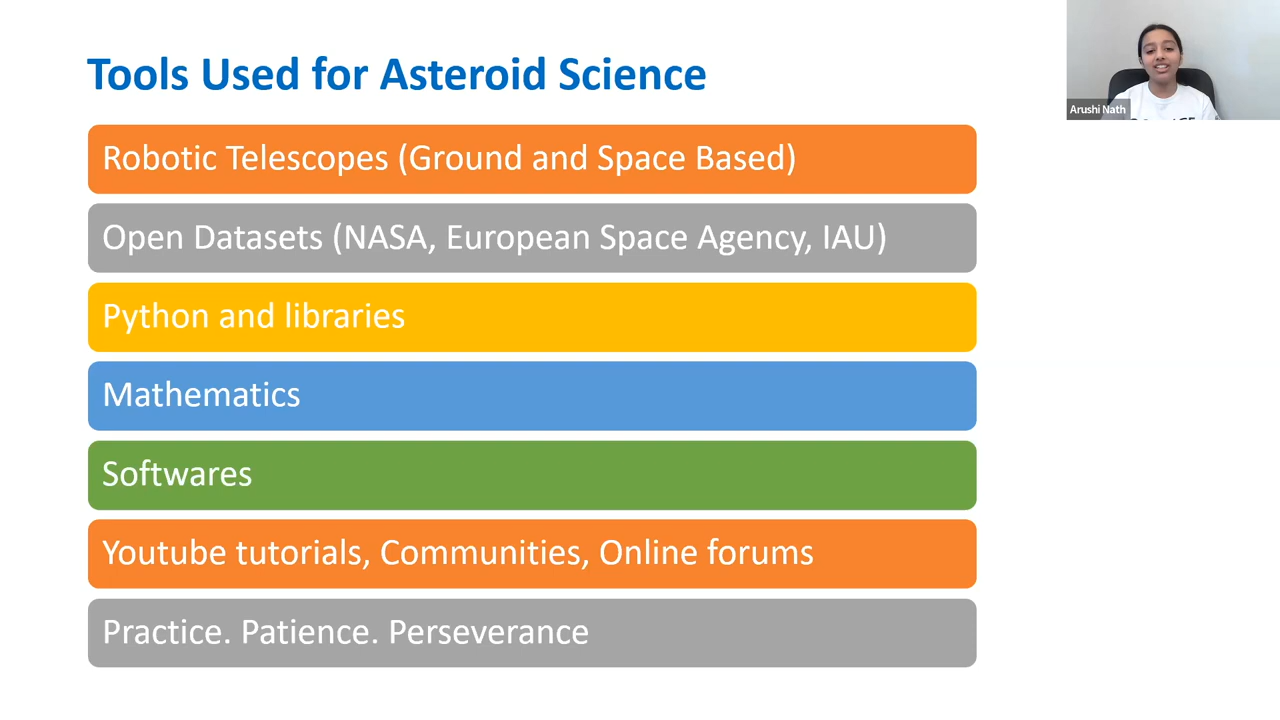 Tools Used for Asteroid Science
Arushi Nath
Robotic Telescopes (Ground and Space Based)
Open Datasets (NASA, European Space Agency, IAU)
Python and libraries
Mathematics
Softwares
Youtube tutorials, Communities, Online forums
Practice. Patience. Perseverance